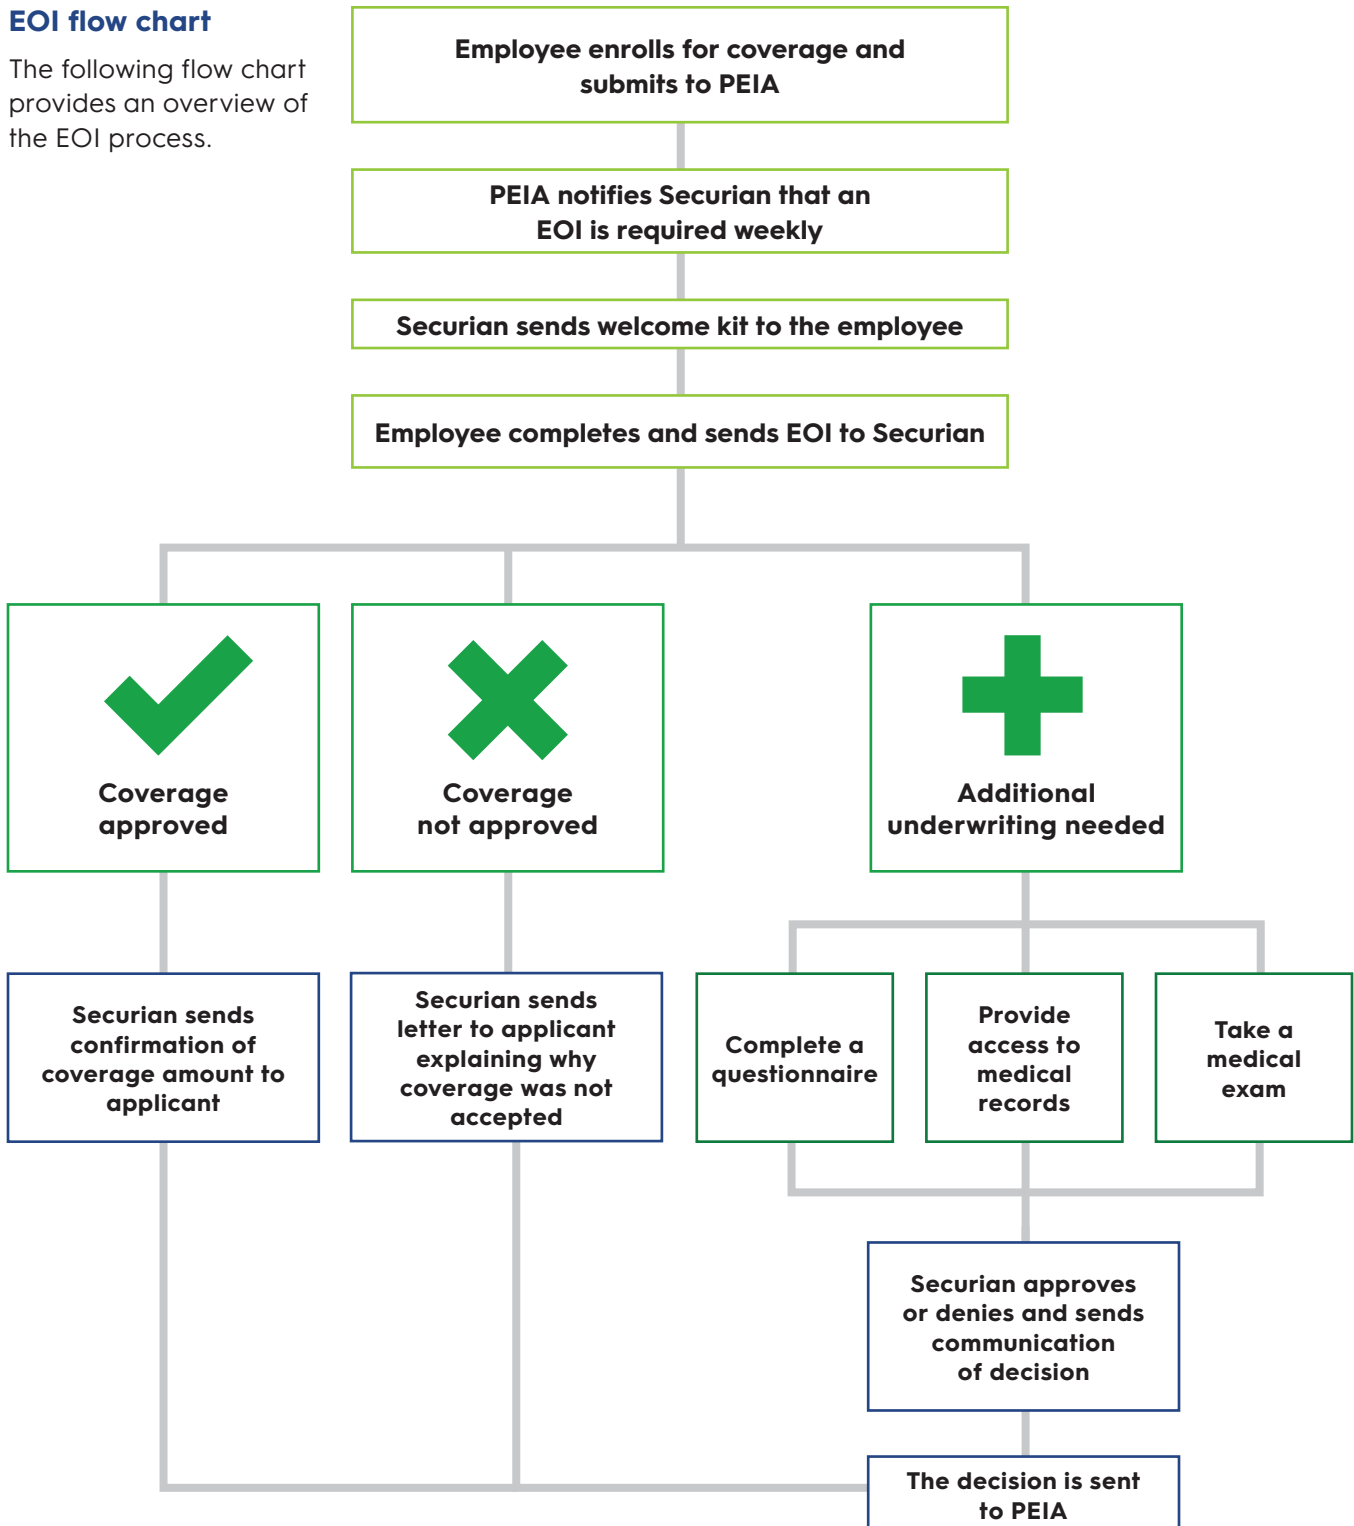 EOI flow chart
The following flow chart
provides an overview of
the EOI process.
Employee enrolls for coverage and
submits to PEIA
PEIA notifies Securian that an
EOI is required weekly
Securian sends welcome kit to the employee
Employee completes and sends EOI to Securian
Coverage
approved
Coverage
not approved
Additional
underwriting needed
Securian sends
confirmation of
coverage amount to
applicant
Securian sends
letter to applicant
explaining why
coverage was not
accepted
Complete a
questionnaire
Provide
access to
medical
records
Take a
medical
exam
Securian approves
or denies and sends
communication
of decision
The decision is sent
to PEIA